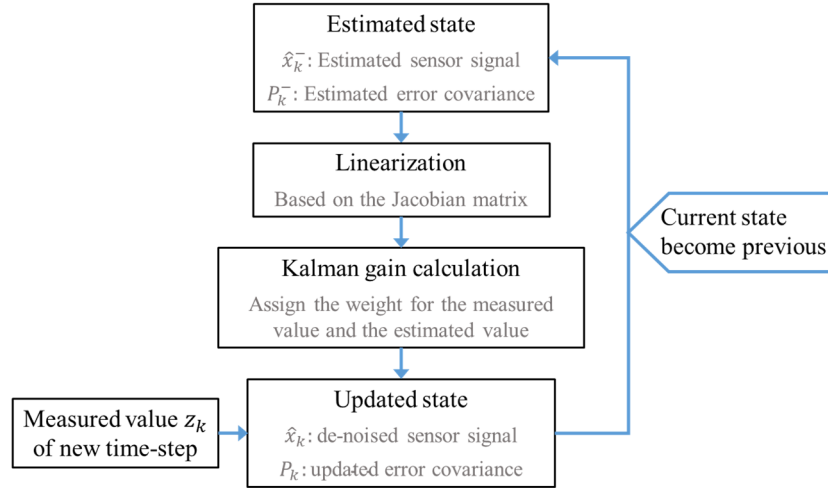 Estimated state
x̂ₖ⁻: Estimated sensor signal
Pₖ⁻: Estimated error covariance
Linearization
Based on the Jacobian matrix
Current state
become previous
Kalman gain calculation
Assign the weight for the measured
value and the estimated value
Updated state
x̂ₖ: de-noised sensor signal
Pₖ: updated error covariance
Measured value zₖ
of new time-step